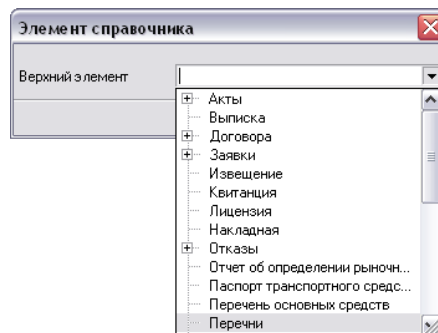 Элемент справочника
Верхний элемент
Акты
Выписка
Договора
Заявки
Извещение
Квитанция
Лицензия
Накладная
Отказы
Отчет об определении рыночн...
Паспорт транспортного средс...
Перечень основных средств
Перечни